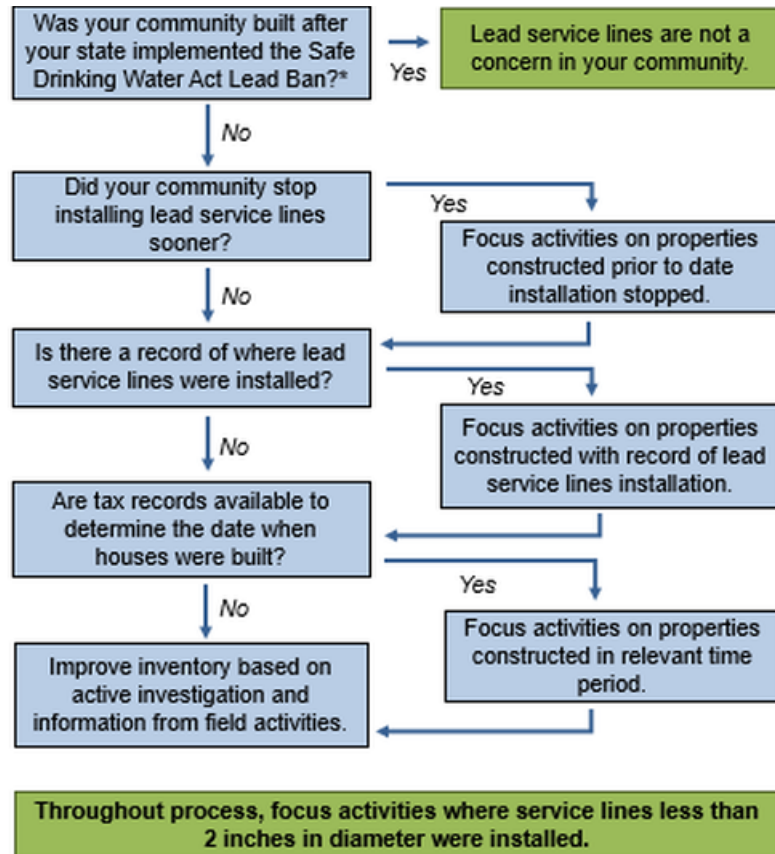 Was your community built after
your state implemented the Safe
Drinking Water Act Lead Ban?*
Yes
Lead service lines are not a
concern in your community.
No
Did your community stop
installing lead service lines
sooner?
Yes
Focus activities on properties
constructed prior to date
installation stopped.
No
Is there a record of where lead
service lines were installed?
Yes
Focus activities on properties
constructed with record of lead
service lines installation.
No
Are tax records available to
determine the date when
houses were built?
Yes
Focus activities on properties
constructed in relevant time
period.
No
Improve inventory based on
active investigation and
information from field activities.
Throughout process, focus activities where service lines less than
2 inches in diameter were installed.